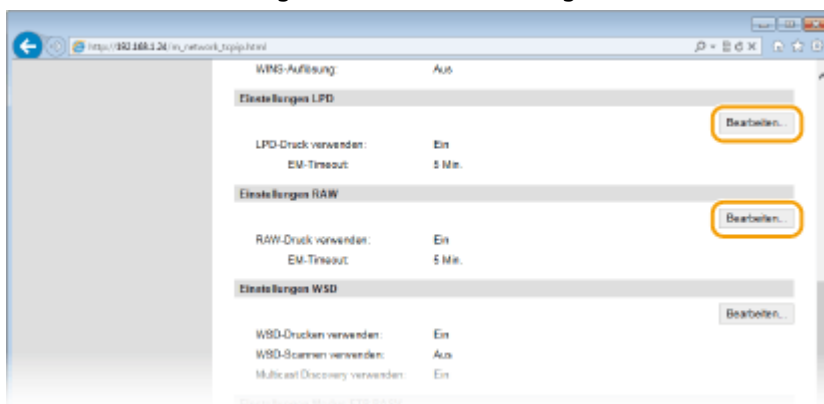 http://192.168.1.24/m_network_tcpip.html
WINS-Auflösung: Aus
Einstellungen LPD
Bearbeiten...
LPD-Druck verwenden: Ein
EM-Timeout: 5 Min.
Einstellungen RAW
Bearbeiten...
RAW-Druck verwenden: Ein
EM-Timeout: 5 Min.
Einstellungen WSD
Bearbeiten...
WSD-Drucken verwenden: Ein
WSD-Scannen verwenden: Aus
Multicast Discovery verwenden: Ein